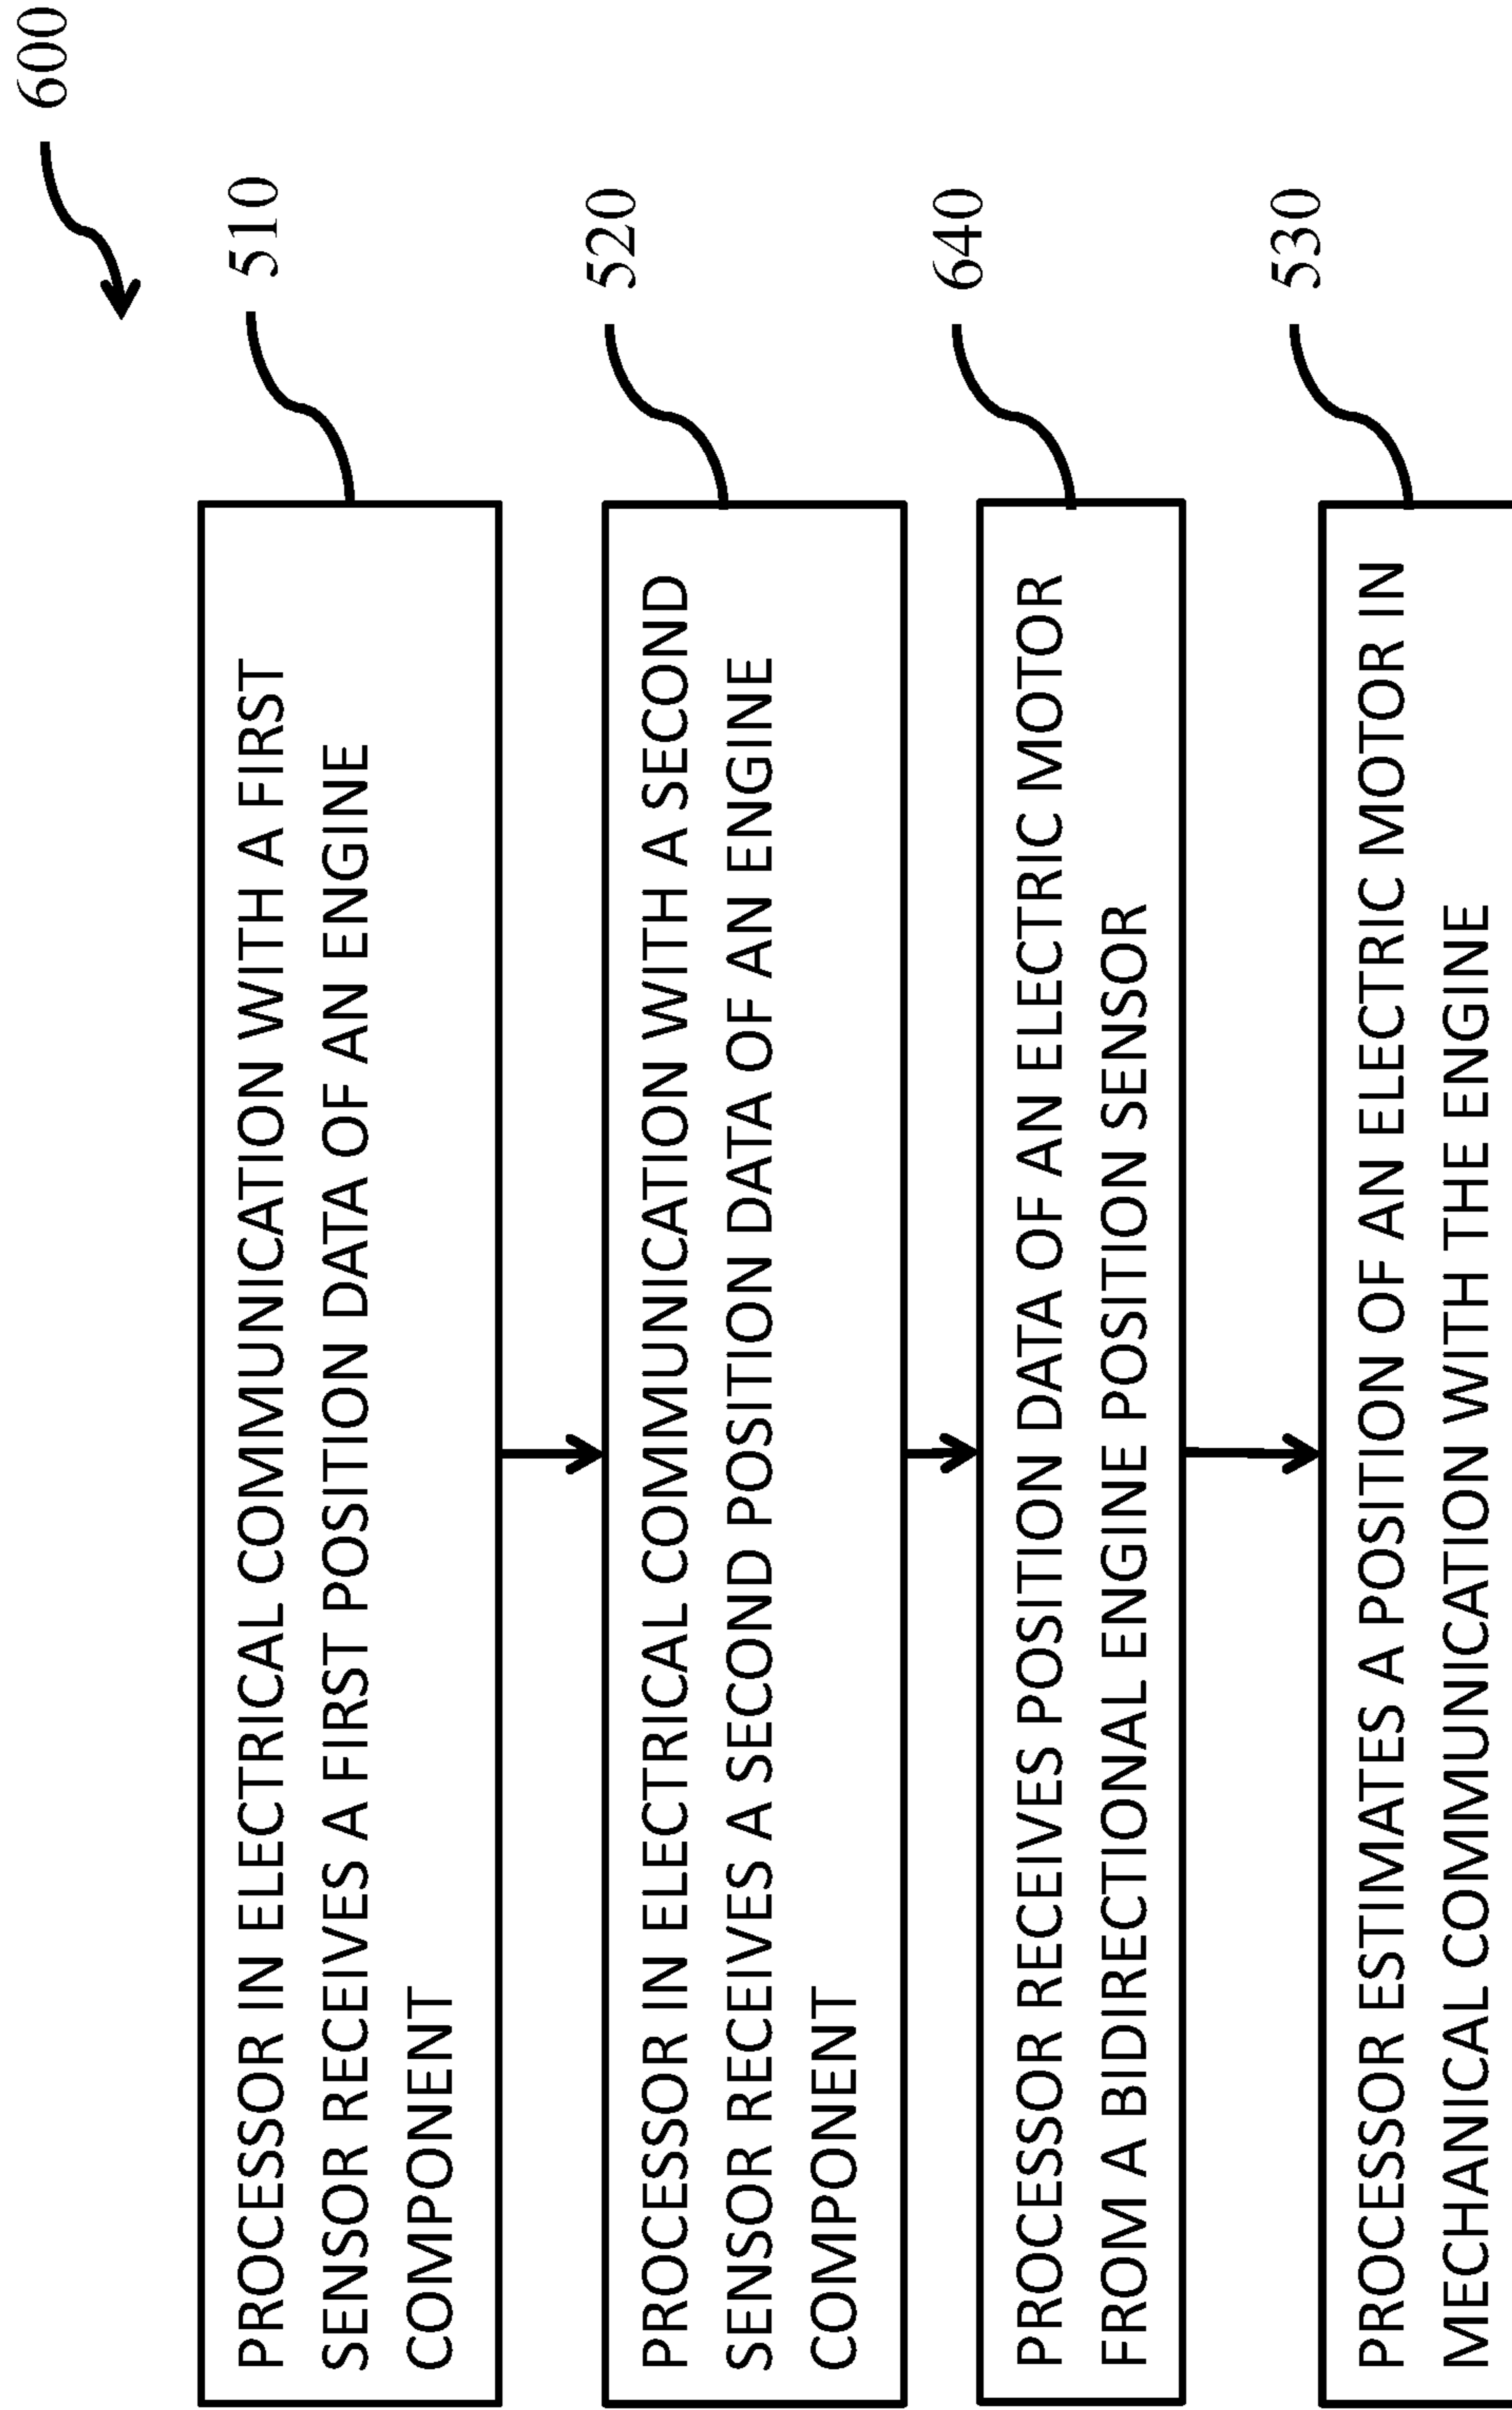 600
510
PROCESSOR IN ELECTRICAL COMMUNICATION WITH A FIRST
SENSOR RECEIVES A FIRST POSITION DATA OF AN ENGINE
COMPONENT
520
PROCESSOR IN ELECTRICAL COMMUNICATION WITH A SECOND
SENSOR RECEIVES A SECOND POSITION DATA OF AN ENGINE
COMPONENT
640
PROCESSOR RECEIVES POSITION DATA OF AN ELECTRIC MOTOR
FROM A BIDIRECTIONAL ENGINE POSITION SENSOR
530
PROCESSOR ESTIMATES A POSITION OF AN ELECTRIC MOTOR IN
MECHANICAL COMMUNICATION WITH THE ENGINE